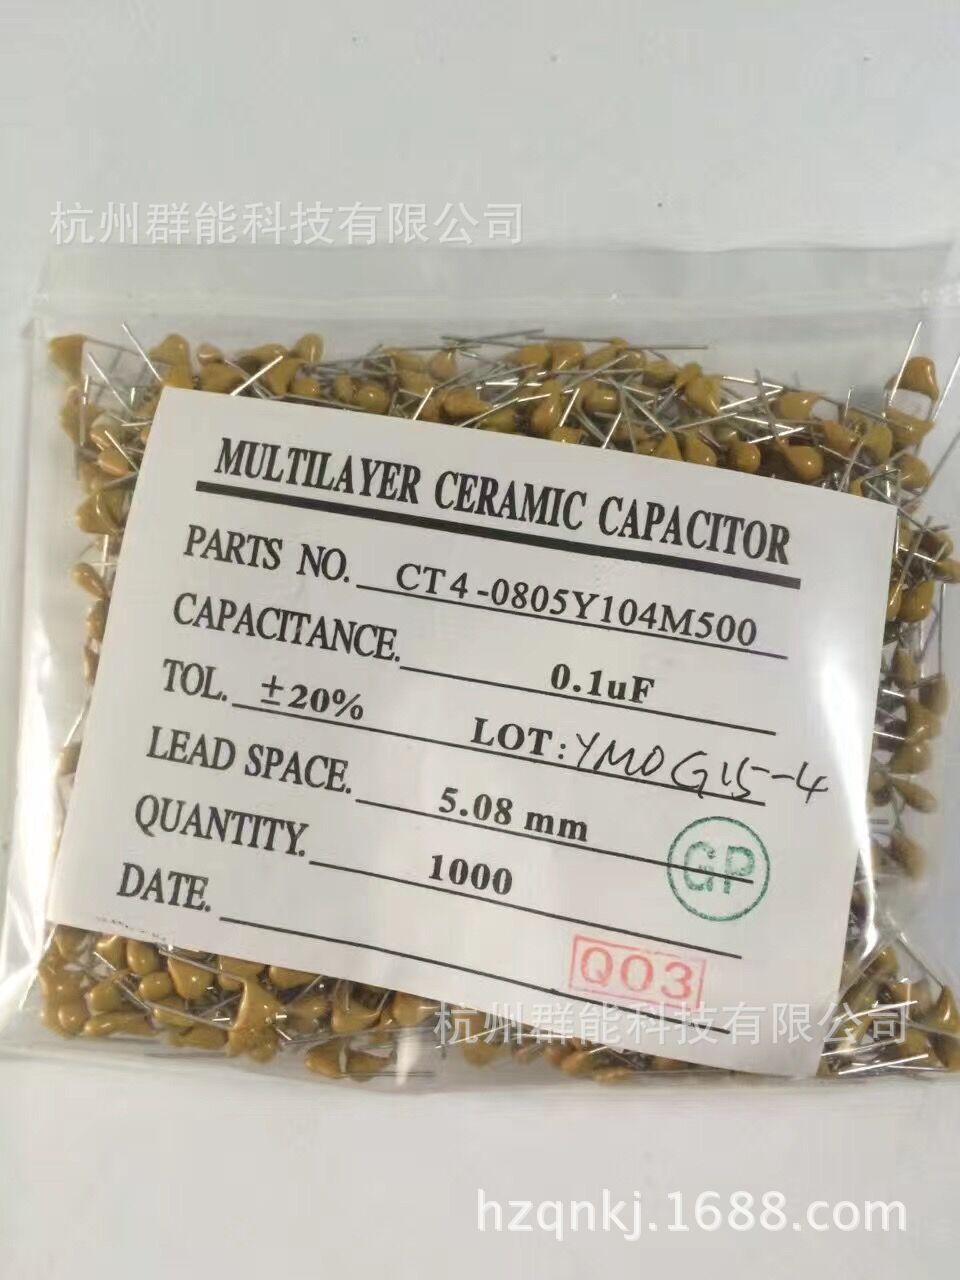 杭州群能科技有限公司
MULTILAYER CERAMIC CAPACITOR
PARTS NO. CT4-0805Y104M500
CAPACITANCE. 0.1uF
TOL. ±20% LOT: YM0G15-4
LEAD SPACE. 5.08 mm
QUANTITY. 1000
GP
DATE.
Q03
杭州群能科技有限公司
hzqnkj.1688.com